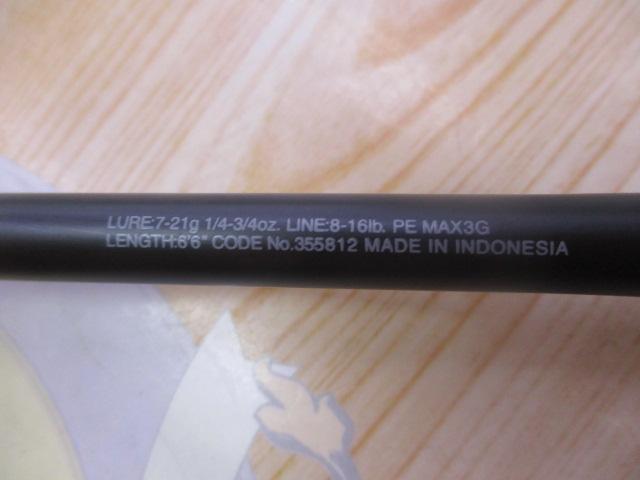 LURE:7-21g 1/4-3/4oz. LINE:8-16lb. PE MAX3G
LENGTH:6'6" CODE No.355812 MADE IN INDONESIA